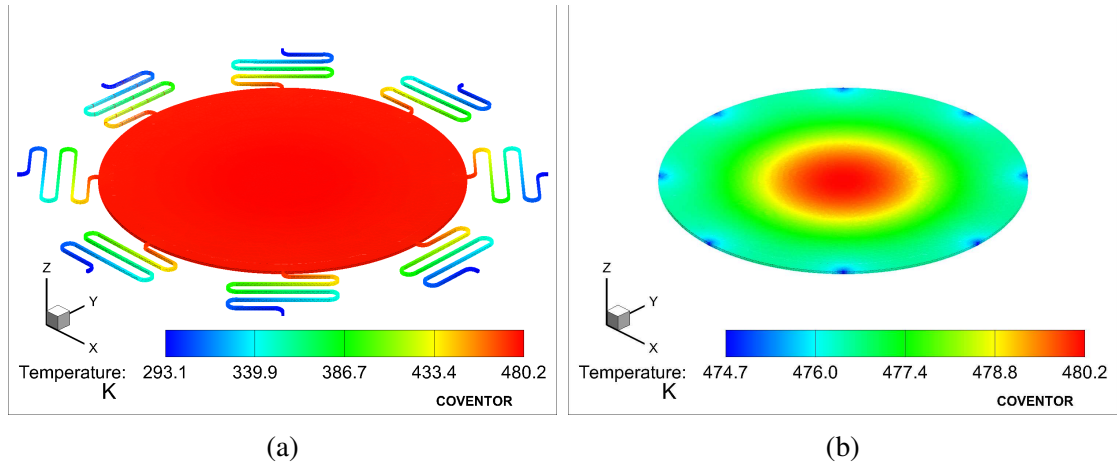 Z
Y
X
Temperature:
K
293.1 339.9 386.7 433.4 480.2
COVENTOR
(a)
Z
Y
X
Temperature:
K
474.7 476.0 477.4 478.8 480.2
COVENTOR
(b)